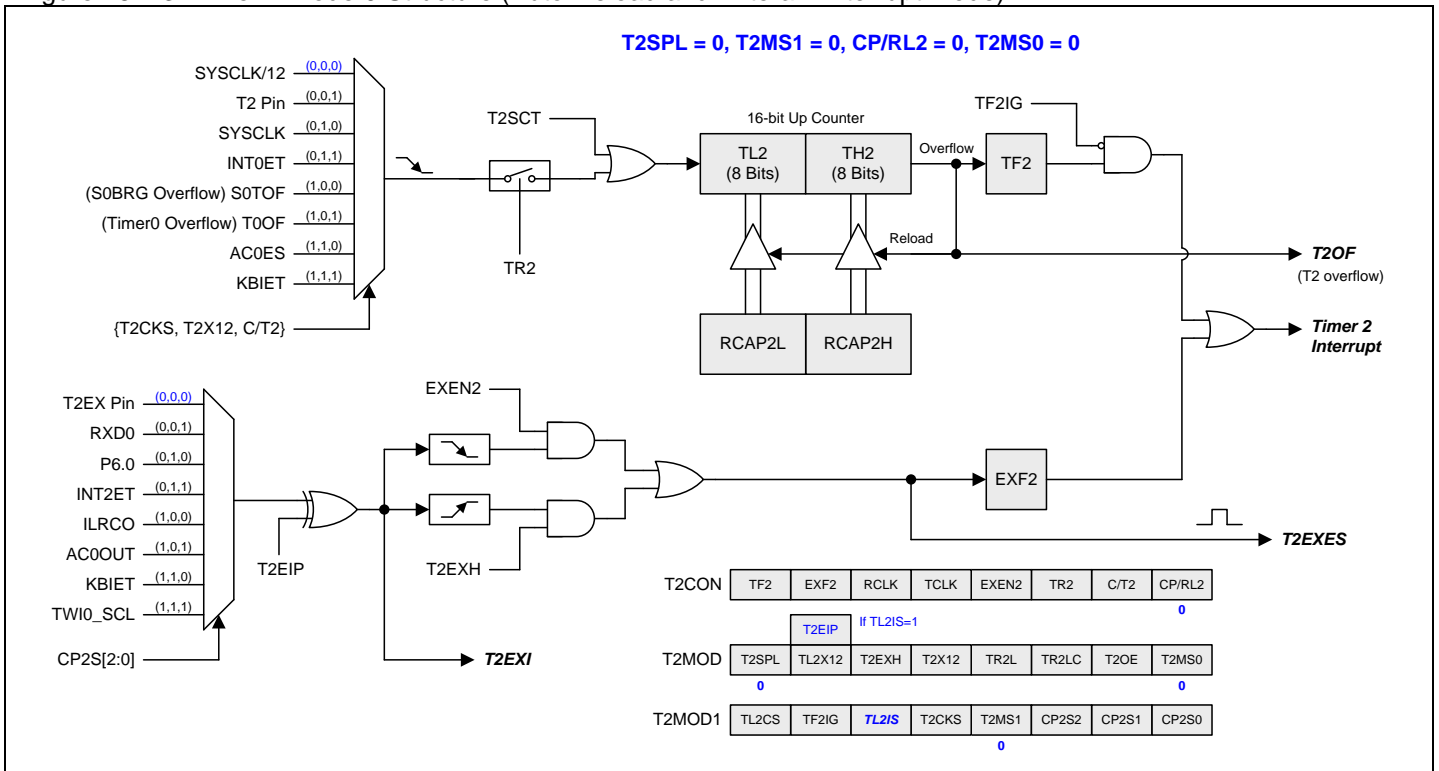 T2SPL = 0, T2MS1 = 0, CP/RL2 = 0, T2MS0 = 0
SYSCLK/12 (0,0,0)
T2 Pin (0,0,1)
SYSCLK (0,1,0)
INT0ET (0,1,1)
(S0BRG Overflow) S0TOF (1,0,0)
(Timer0 Overflow) T0OF (1,0,1)
AC0ES (1,1,0)
KBIET (1,1,1)
{T2CKS, T2X12, C/T2}
TR2
T2SCT
16-bit Up Counter
TL2
(8 Bits)
TH2
(8 Bits)
Overflow
TF2IG
TF2
Reload
RCAP2L
RCAP2H
T2OF
(T2 overflow)
Timer 2
Interrupt
T2EX Pin (0,0,0)
RXD0 (0,0,1)
P6.0 (0,1,0)
INT2ET (0,1,1)
ILRCO (1,0,0)
AC0OUT (1,0,1)
KBIET (1,1,0)
TWI0_SCL (1,1,1)
CP2S[2:0]
T2EIP
EXEN2
T2EXH
EXF2
T2EXES
T2EXI
T2CON TF2 EXF2 RCLK TCLK EXEN2 TR2 C/T2 CP/RL2
0
T2EIP If TL2IS=1
T2MOD T2SPL TL2X12 T2EXH T2X12 TR2L TR2LC T2OE T2MS0
0 0
T2MOD1 TL2CS TF2IG TL2IS T2CKS T2MS1 CP2S2 CP2S1 CP2S0
0